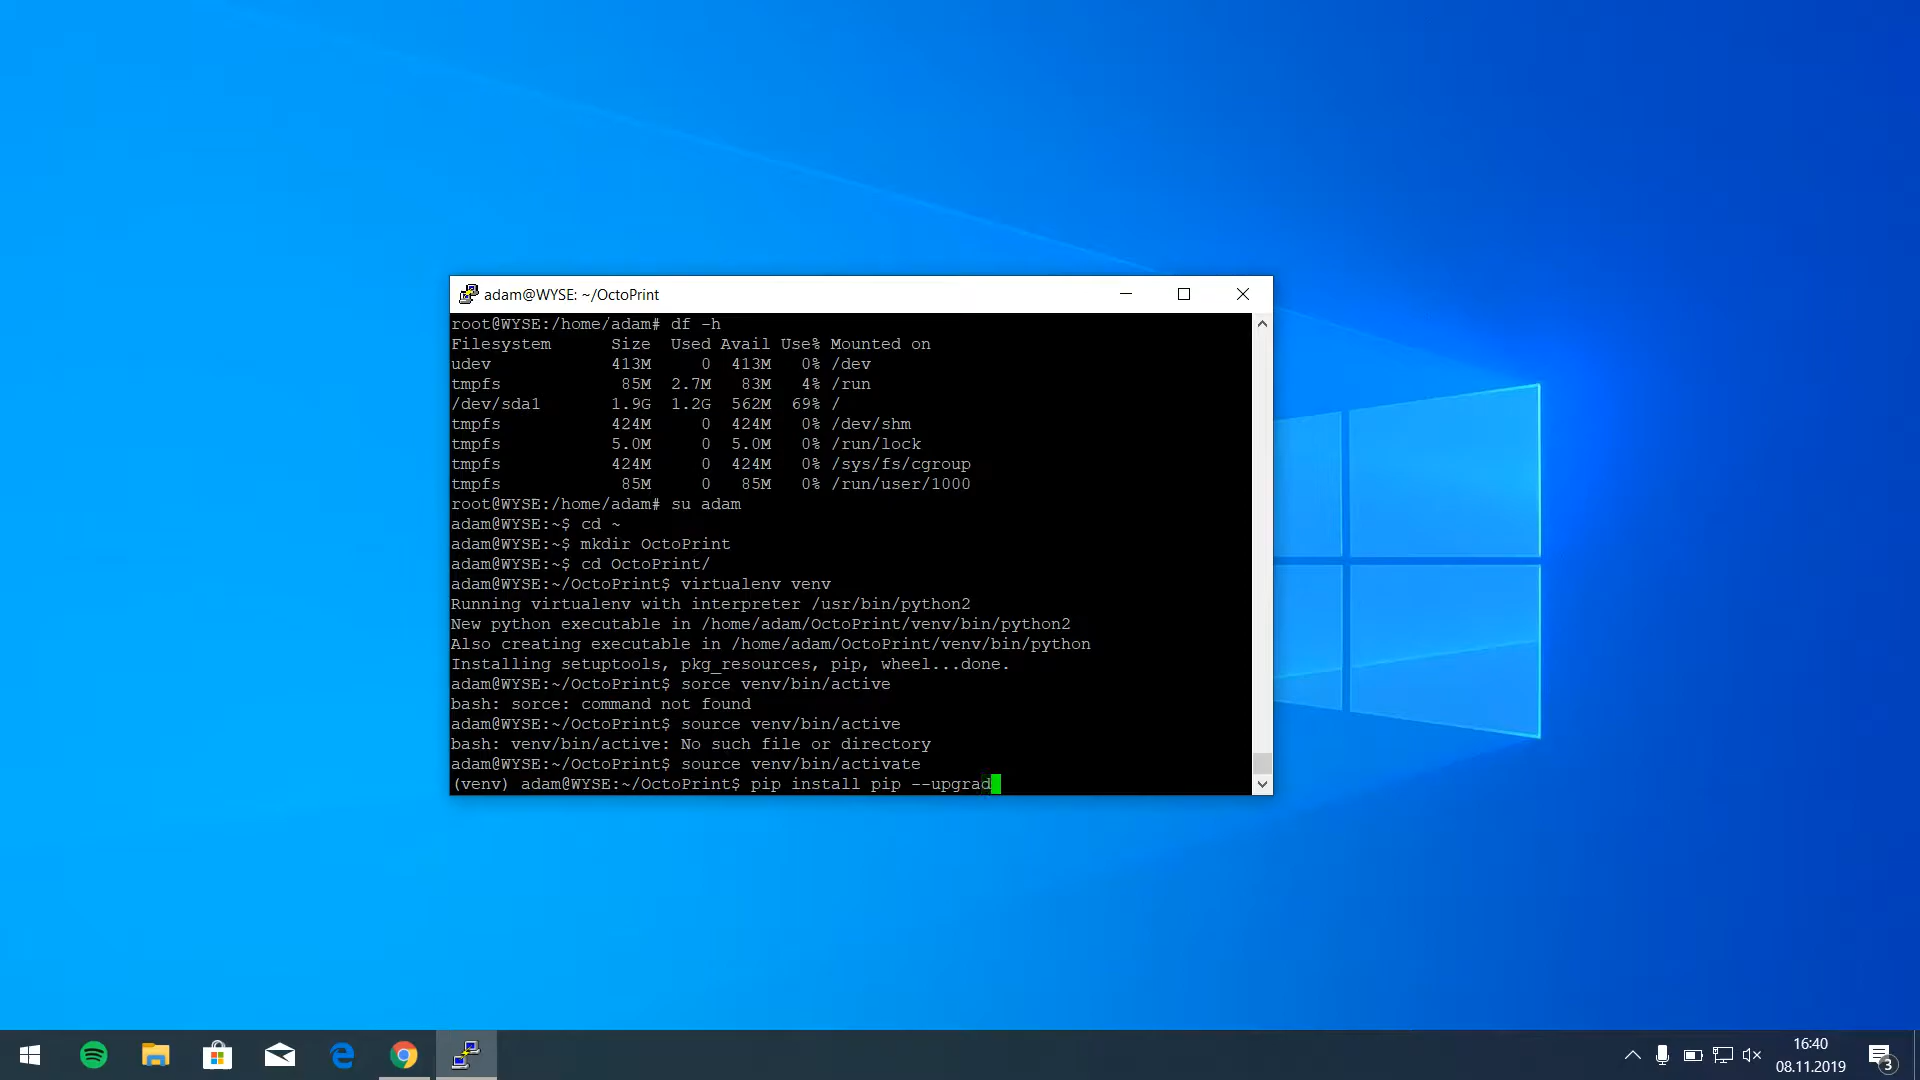 adam@WYSE: ~/OctoPrint
root@WYSE:/home/adam# df -h
Filesystem      Size  Used Avail Use% Mounted on
udev            413M     0  413M   0% /dev
tmpfs            85M  2.7M   83M   4% /run
/dev/sda1       1.9G  1.2G  562M  69% /
tmpfs           424M     0  424M   0% /dev/shm
tmpfs           5.0M     0  5.0M   0% /run/lock
tmpfs           424M     0  424M   0% /sys/fs/cgroup
tmpfs            85M     0   85M   0% /run/user/1000
root@WYSE:/home/adam# su adam
adam@WYSE:~$ cd ~
adam@WYSE:~$ mkdir OctoPrint
adam@WYSE:~$ cd OctoPrint/
adam@WYSE:~/OctoPrint$ virtualenv venv
Running virtualenv with interpreter /usr/bin/python2
New python executable in /home/adam/OctoPrint/venv/bin/python2
Also creating executable in /home/adam/OctoPrint/venv/bin/python
Installing setuptools, pkg_resources, pip, wheel...done.
adam@WYSE:~/OctoPrint$ sorce venv/bin/active
bash: sorce: command not found
adam@WYSE:~/OctoPrint$ source venv/bin/active
bash: venv/bin/active: No such file or directory
adam@WYSE:~/OctoPrint$ source venv/bin/activate
(venv) adam@WYSE:~/OctoPrint$ pip install pip --upgrad
16:40
08.11.2019
3